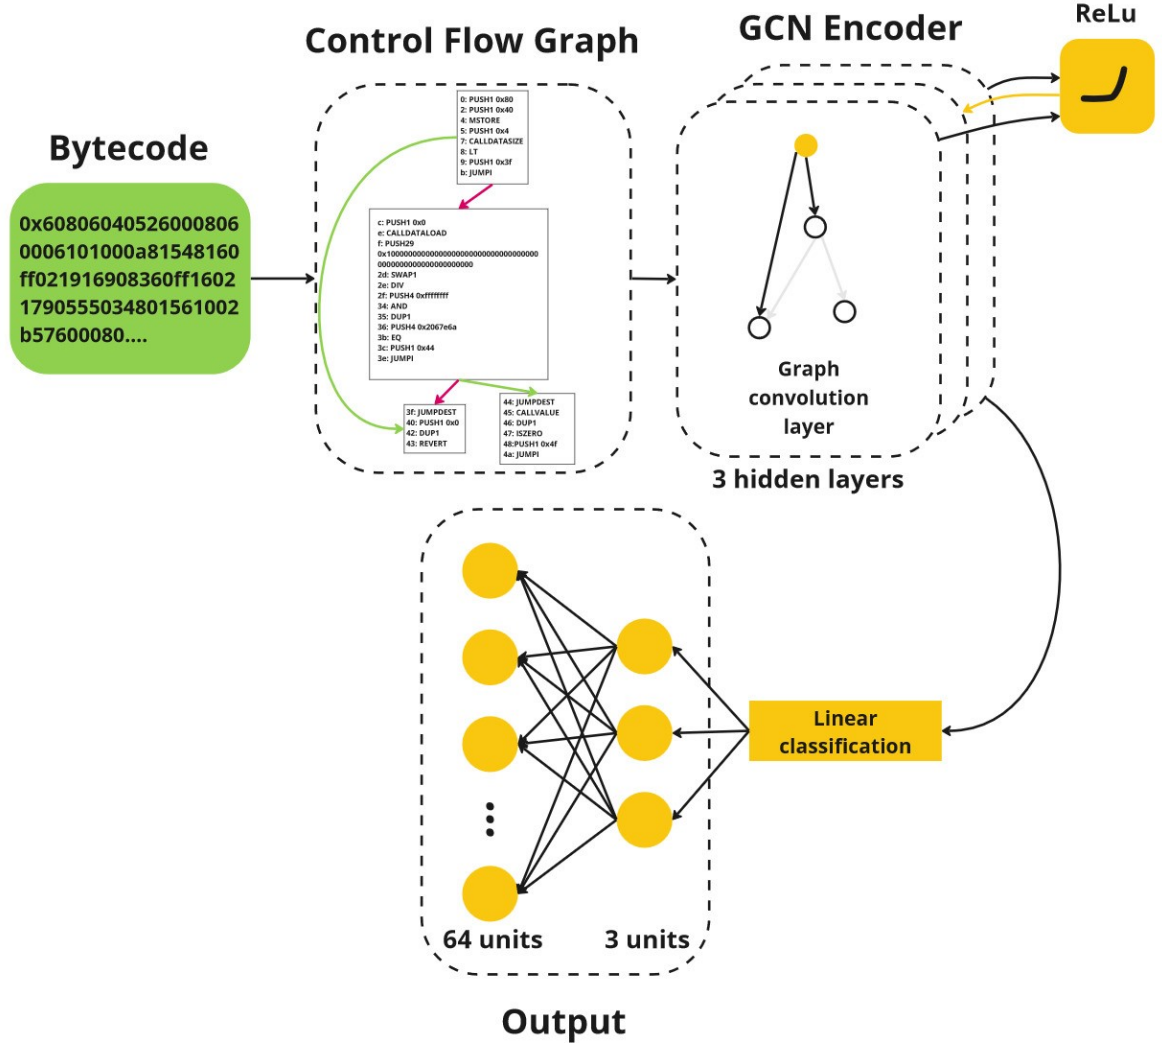 Bytecode
0x60806040526000806
0006101000a81548160
ff021916908360ff1602
1790555034801561002
b57600080....
Control Flow Graph
0: PUSH1 0x80
2: PUSH1 0x40
4: MSTORE
5: PUSH1 0x4
7: CALLDATASIZE
8: LT
9: PUSH1 0x3f
b: JUMPI
c: PUSH1 0x0
e: CALLDATALOAD
f: PUSH29
2d: SWAP1
2e: DIV
2f: PUSH4 0xffffffff
34: AND
35: DUP1
36: PUSH4 0x2067e6a
3b: EQ
3c: PUSH1 0x44
3e: JUMPI
3f: JUMPDEST
40: PUSH1 0x0
42: DUP1
43: REVERT
44: JUMPDEST
45: CALLVALUE
46: DUP1
47: ISZERO
48:PUSH1 0x4f
4a: JUMPI
GCN Encoder
Graph
convolution
layer
3 hidden layers
ReLu
Linear
classification
64 units
3 units
Output